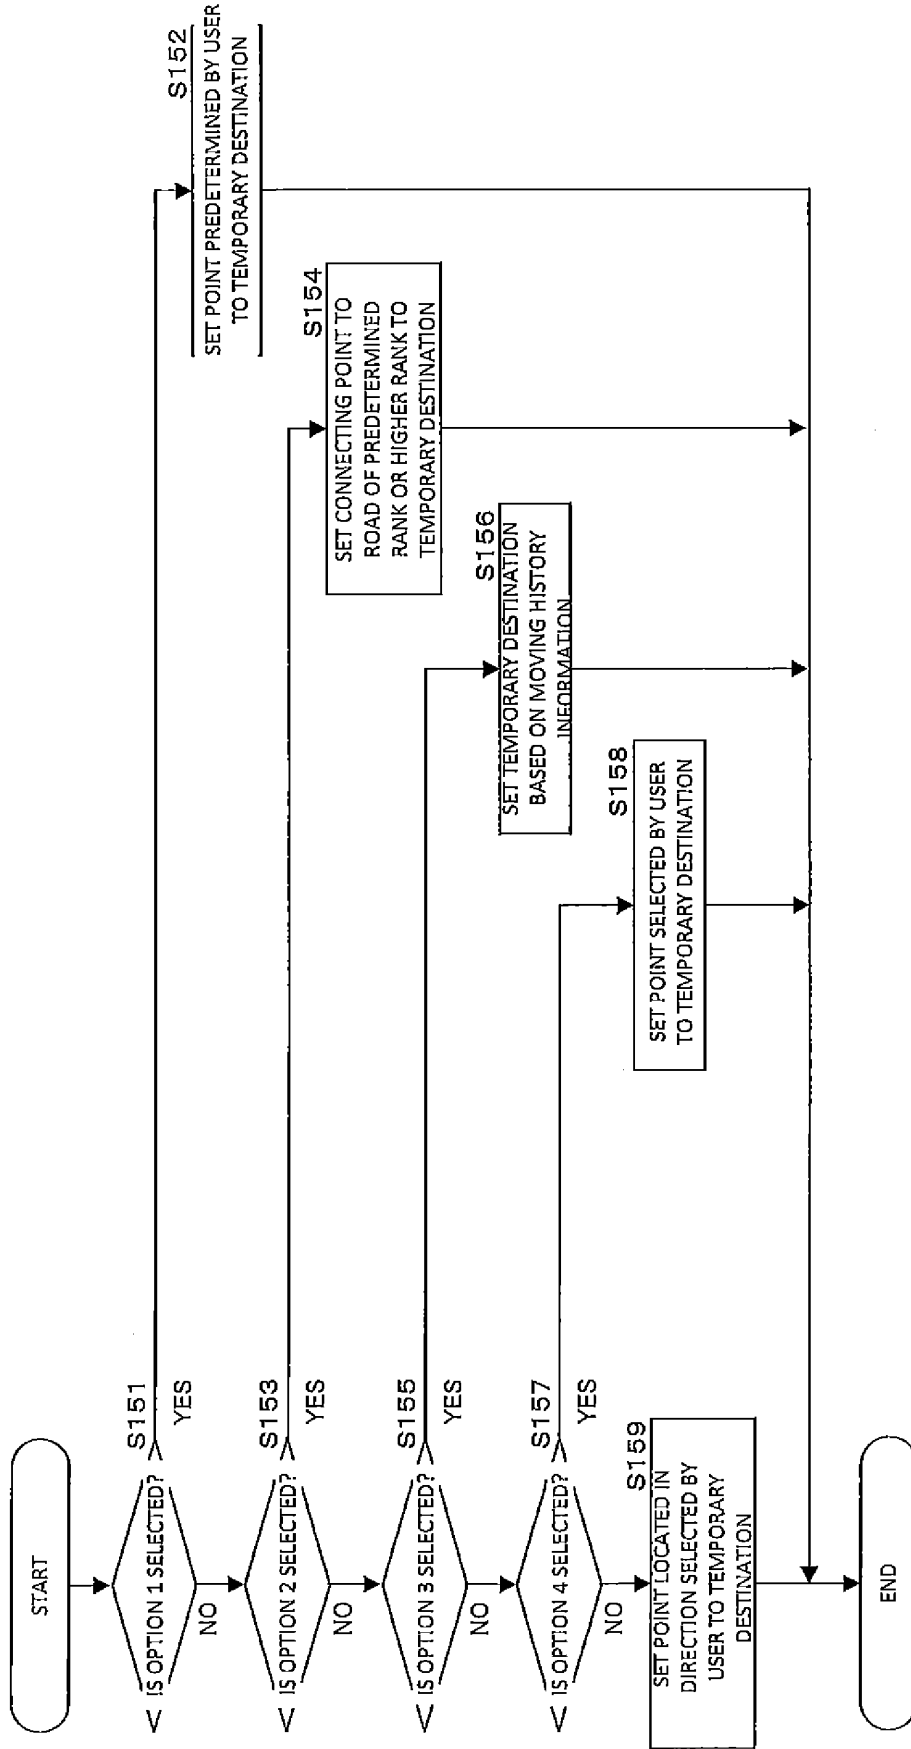 START
S151
< IS OPTION 1 SELECTED? >
YES
NO
S152
SET POINT PREDETERMINED BY USER
TO TEMPORARY DESTINATION
S153
< IS OPTION 2 SELECTED? >
YES
NO
S154
SET CONNECTING POINT TO
ROAD OF PREDETERMINED
RANK OR HIGHER RANK TO
TEMPORARY DESTINATION
S155
< IS OPTION 3 SELECTED? >
YES
NO
S156
SET TEMPORARY DESTINATION
BASED ON MOVING HISTORY
INFORMATION
S157
< IS OPTION 4 SELECTED? >
YES
NO
S158
SET POINT SELECTED BY USER
TO TEMPORARY DESTINATION
S159
SET POINT LOCATED IN
DIRECTION SELECTED BY
USER TO TEMPORARY
DESTINATION
END